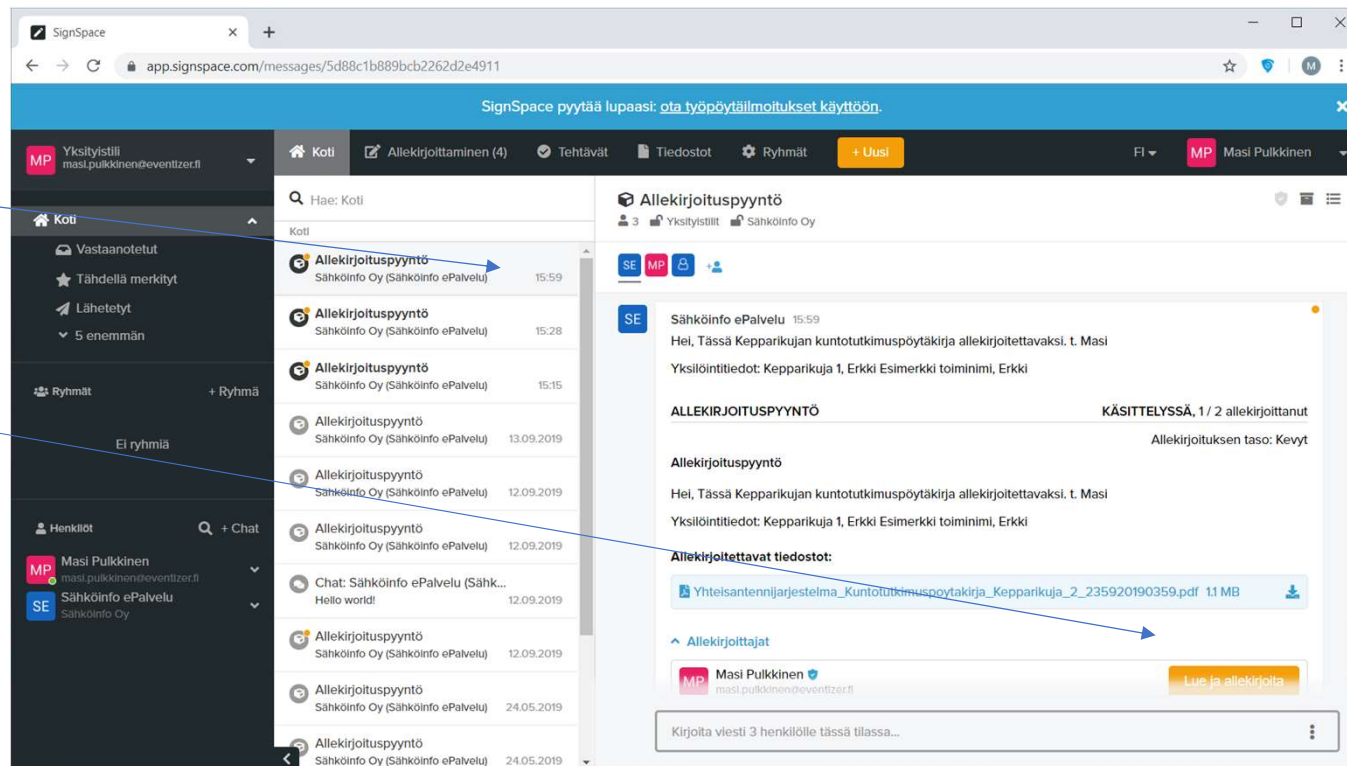 SignSpace
app.signspace.com/messages/5d88c1b889bcb2262d2e4911
M
SignSpace pyytää lupaasi: ota työpöytäilmoitukset käyttöön.
MP
Yksityistili
masi.pulkkinen@eventizer.fi
Koti
Allekirjoittaminen (4)
Tehtävät
Tiedostot
Ryhmät
+ Uusi
FI
MP
Masi Pulkkinen
Koti
Vastaanotetut
Tähdellä merkityt
Lähetetyt
5 enemmän
Ryhmät
+ Ryhmä
Ei ryhmiä
Henkilöt
+ Chat
MP
Masi Pulkkinen
masi.pulkkinen@eventizer.fi
SE
Sähköinfo ePalvelu
Sähköinfo Oy
Hae: Koti
Koti
Allekirjoituspyyntö
Sähköinfo Oy (Sähköinfo ePalvelu) 15:59
Allekirjoituspyyntö
Sähköinfo Oy (Sähköinfo ePalvelu) 15:28
Allekirjoituspyyntö
Sähköinfo Oy (Sähköinfo ePalvelu) 15:15
Allekirjoituspyyntö
Sähköinfo Oy (Sähköinfo ePalvelu) 13.09.2019
Allekirjoituspyyntö
Sähköinfo Oy (Sähköinfo ePalvelu) 12.09.2019
Allekirjoituspyyntö
Sähköinfo Oy (Sähköinfo ePalvelu) 12.09.2019
Chat: Sähköinfo ePalvelu (Sähk...
Hello world! 12.09.2019
Allekirjoituspyyntö
Sähköinfo Oy (Sähköinfo ePalvelu) 12.09.2019
Allekirjoituspyyntö
Sähköinfo Oy (Sähköinfo ePalvelu) 24.05.2019
Allekirjoituspyyntö
Sähköinfo Oy (Sähköinfo ePalvelu) 24.05.2019
Allekirjoituspyyntö
3 Yksityistilit Sähköinfo Oy
SE MP
SE
Sähköinfo ePalvelu 15:59
Hei, Tässä Kepparikujan kuntotutkimuspöytäkirja allekirjoitettavaksi. t. Masi
Yksilöintitiedot: Kepparikuja 1, Erkki Esimerkki toiminimi, Erkki
ALLEKIRJOITUSPYYNTÖ KÄSITTELYSSÄ, 1 / 2 allekirjoittanut
Allekirjoituksen taso: Kevyt
Allekirjoituspyyntö
Hei, Tässä Kepparikujan kuntotutkimuspöytäkirja allekirjoitettavaksi. t. Masi
Yksilöintitiedot: Kepparikuja 1, Erkki Esimerkki toiminimi, Erkki
Allekirjoitettavat tiedostot:
Yhteisantennijarjestelma_Kuntotutkimuspoytakirja_Kepparikuja_2_235920190359.pdf 1.1 MB
Allekirjoittajat
MP
Masi Pulkkinen
masi.pulkkinen@eventizer.fi
Lue ja allekirjoita
Kirjoita viesti 3 henkilölle tässä tilassa...